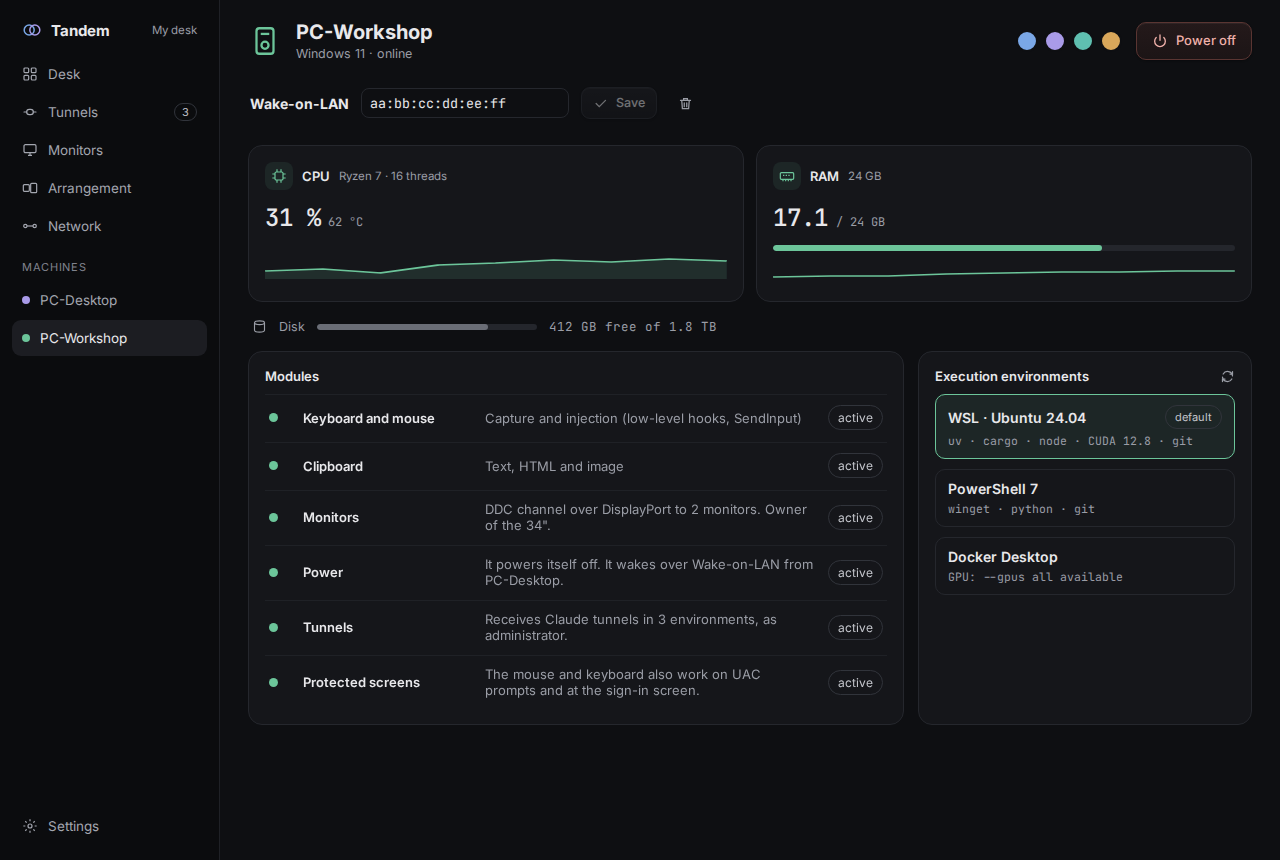 Tandem
My desk
Desk
Tunnels
3
Monitors
Arrangement
Network
MACHINES
PC-Desktop
PC-Workshop
Settings
PC-Workshop
Windows 11 · online
Power off
Wake-on-LAN
aa:bb:cc:dd:ee:ff
Save
CPU Ryzen 7 · 16 threads
31 % 62 °C
RAM 24 GB
17.1 / 24 GB
Disk
412 GB free of 1.8 TB
Modules
Keyboard and mouse
Capture and injection (low-level hooks, SendInput)
active
Clipboard
Text, HTML and image
active
Monitors
DDC channel over DisplayPort to 2 monitors. Owner
of the 34".
active
Power
It powers itself off. It wakes over Wake-on-LAN from
PC-Desktop.
active
Tunnels
Receives Claude tunnels in 3 environments, as
administrator.
active
Protected screens
The mouse and keyboard also work on UAC
prompts and at the sign-in screen.
active
Execution environments
WSL · Ubuntu 24.04
default
uv · cargo · node · CUDA 12.8 · git
PowerShell 7
winget · python · git
Docker Desktop
GPU: --gpus all available